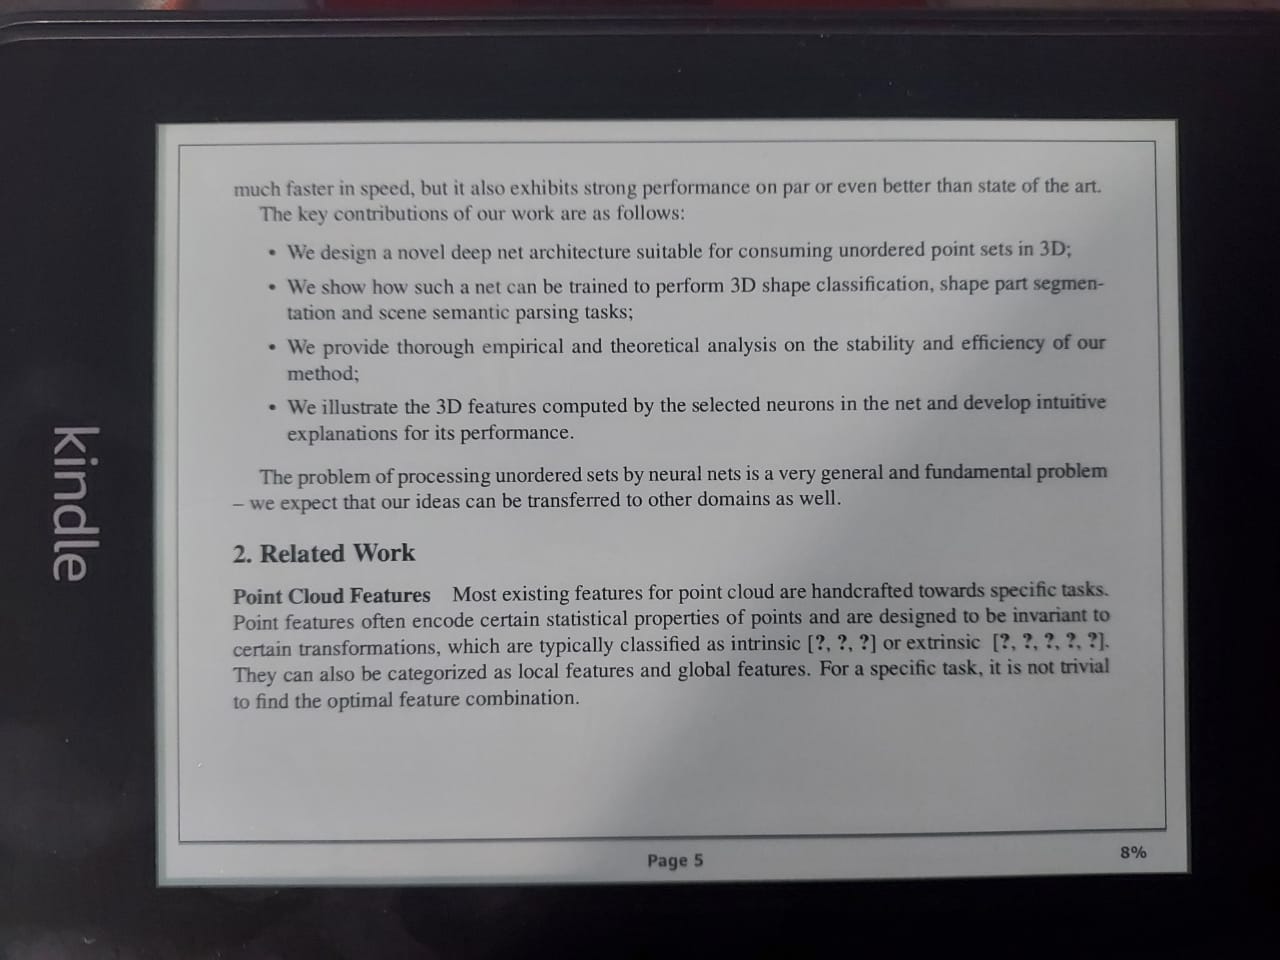 much faster in speed, but it also exhibits strong performance on par or even better than state of the art.
The key contributions of our work are as follows:
• We design a novel deep net architecture suitable for consuming unordered point sets in 3D;
• We show how such a net can be trained to perform 3D shape classification, shape part segmen-
tation and scene semantic parsing tasks;
• We provide thorough empirical and theoretical analysis on the stability and efficiency of our
method;
• We illustrate the 3D features computed by the selected neurons in the net and develop intuitive
explanations for its performance.
The problem of processing unordered sets by neural nets is a very general and fundamental problem
– we expect that our ideas can be transferred to other domains as well.
2. Related Work
Point Cloud Features Most existing features for point cloud are handcrafted towards specific tasks.
Point features often encode certain statistical properties of points and are designed to be invariant to
certain transformations, which are typically classified as intrinsic [?, ?, ?] or extrinsic [?, ?, ?, ?, ?].
They can also be categorized as local features and global features. For a specific task, it is not trivial
to find the optimal feature combination.
Page 5
8%
kindle